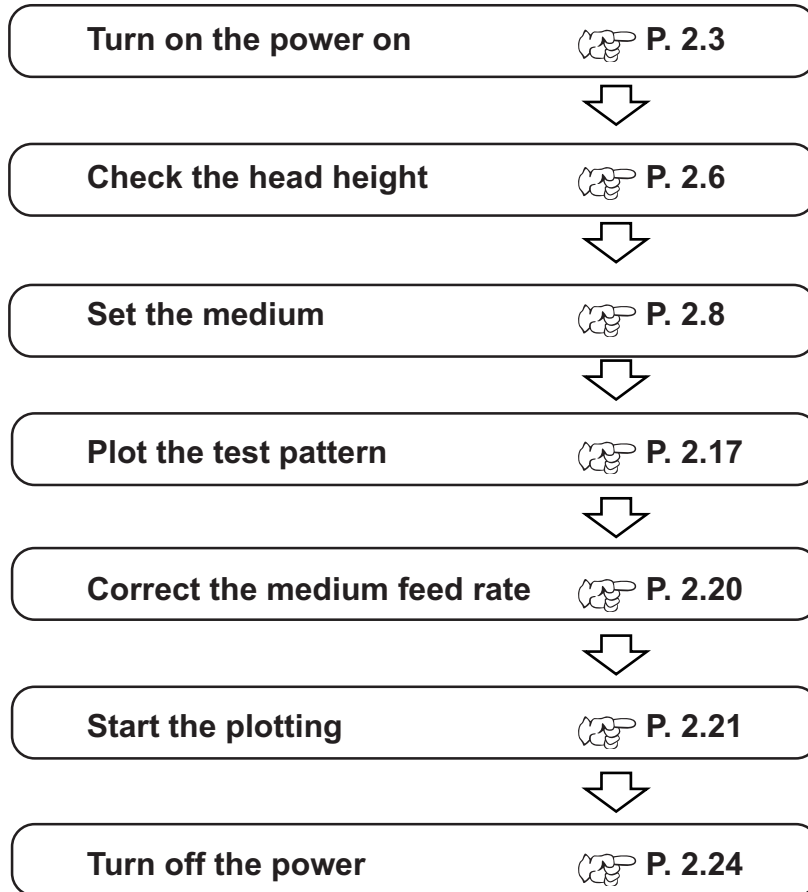 Turn on the power on P. 2.3
Check the head height P. 2.6
Set the medium P. 2.8
Plot the test pattern P. 2.17
Correct the medium feed rate P. 2.20
Start the plotting P. 2.21
Turn off the power P. 2.24